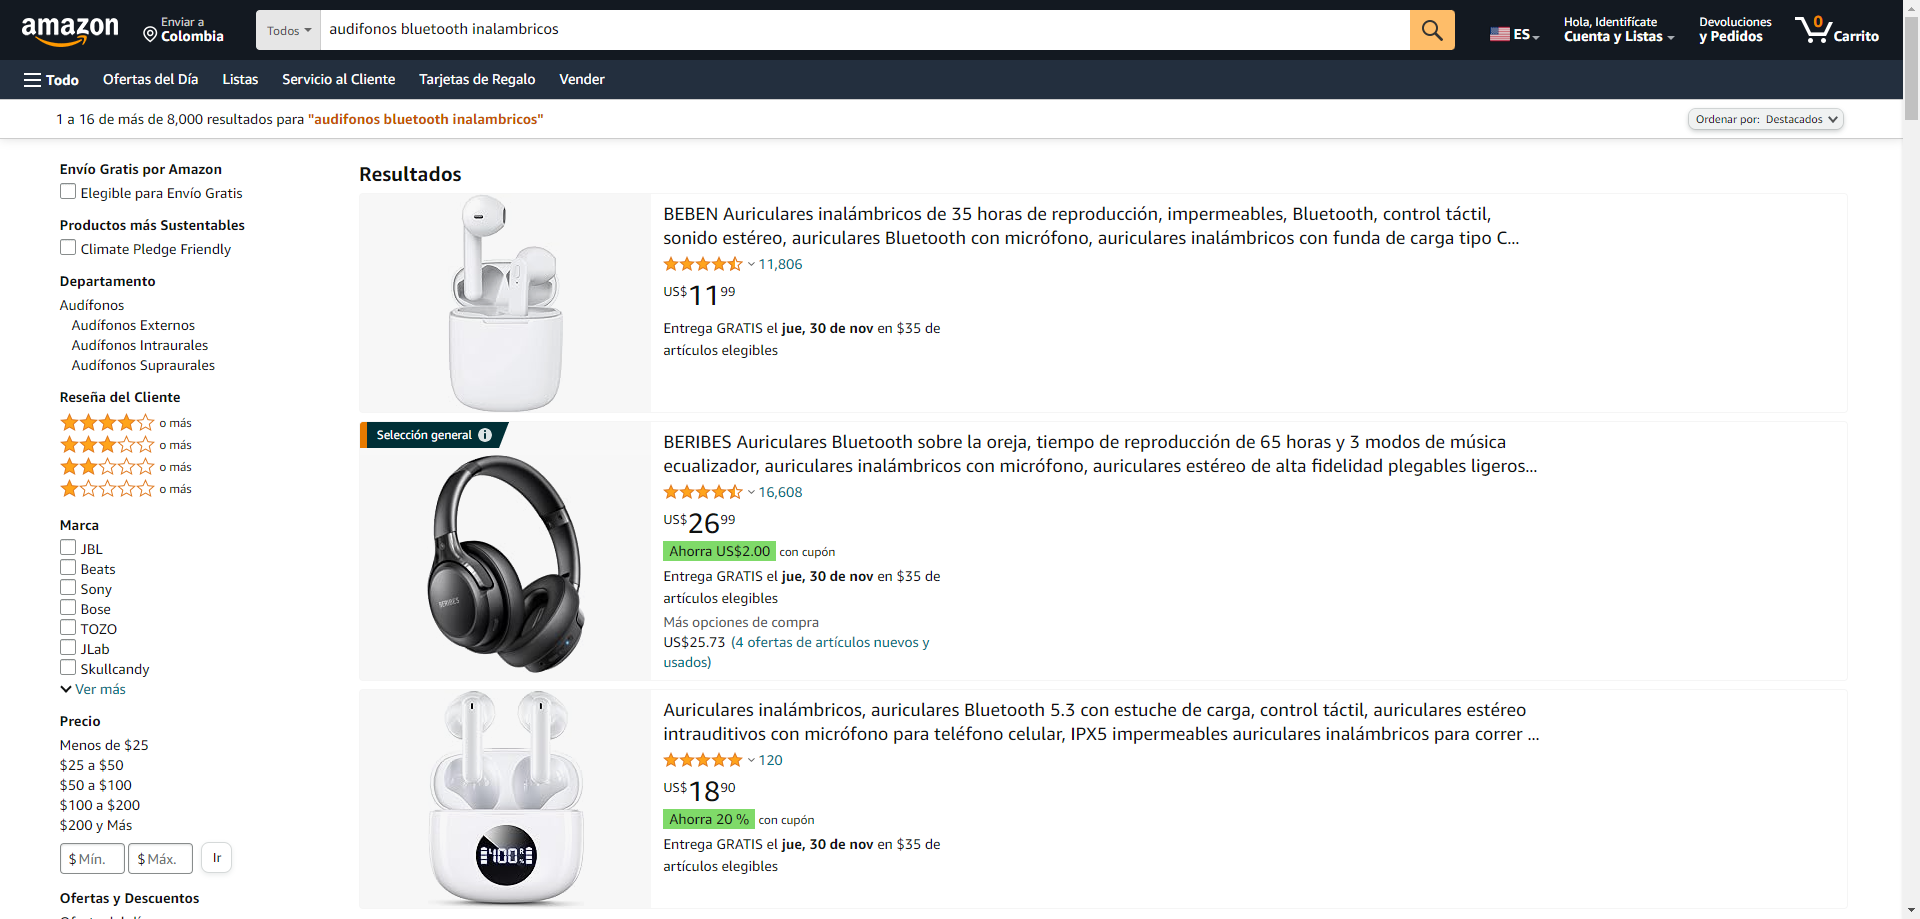 amazon
Enviar a
Colombia
Todos
audifonos bluetooth inalambricos
ES
Hola, Identifícate
Cuenta y Listas
Devoluciones
y Pedidos
0
Carrito
Todo
Ofertas del Día
Listas
Servicio al Cliente
Tarjetas de Regalo
Vender
1 a 16 de más de 8,000 resultados para "audifonos bluetooth inalambricos"
Ordenar por: Destacados
Envío Gratis por Amazon
Elegible para Envío Gratis
Productos más Sustentables
Climate Pledge Friendly
Departamento
Audífonos
Audífonos Externos
Audífonos Intraurales
Audífonos Supraurales
Reseña del Cliente
o más
o más
o más
o más
Marca
JBL
Beats
Sony
Bose
TOZO
JLab
Skullcandy
Ver más
Precio
Menos de $25
$25 a $50
$50 a $100
$100 a $200
$200 y Más
$ Mín.
$ Máx.
Ir
Ofertas y Descuentos
Resultados
BEBEN Auriculares inalámbricos de 35 horas de reproducción, impermeables, Bluetooth, control táctil,
sonido estéreo, auriculares Bluetooth con micrófono, auriculares inalámbricos con funda de carga tipo C...
11,806
US$11 99
Entrega GRATIS el jue, 30 de nov en $35 de
artículos elegibles
Selección general
BERIBES
BERIBES Auriculares Bluetooth sobre la oreja, tiempo de reproducción de 65 horas y 3 modos de música
ecualizador, auriculares inalámbricos con micrófono, auriculares estéreo de alta fidelidad plegables ligeros...
16,608
US$26 99
Ahorra US$2.00 con cupón
Entrega GRATIS el jue, 30 de nov en $35 de
artículos elegibles
Más opciones de compra
US$25.73 (4 ofertas de artículos nuevos y
usados)
Auriculares inalámbricos, auriculares Bluetooth 5.3 con estuche de carga, control táctil, auriculares estéreo
intrauditivos con micrófono para teléfono celular, IPX5 impermeables auriculares inalámbricos para correr ...
120
US$18 90
Ahorra 20 % con cupón
Entrega GRATIS el jue, 30 de nov en $35 de
artículos elegibles